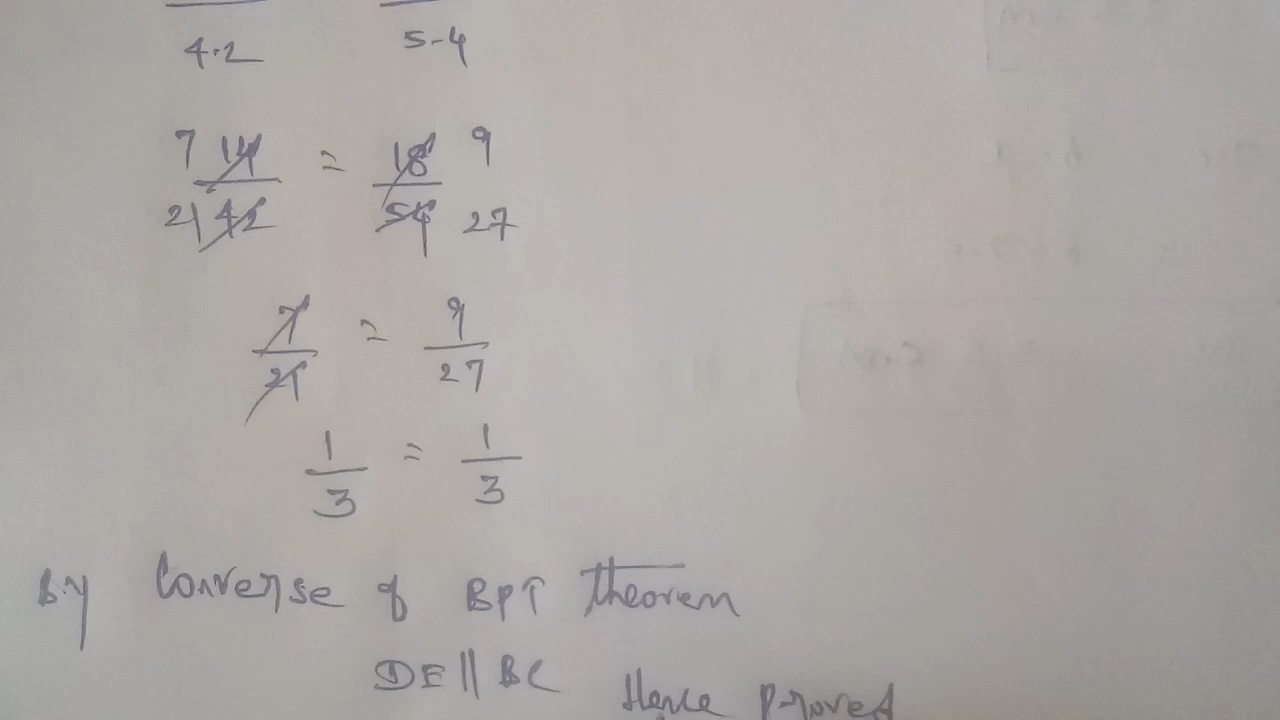 4.2 5.4
7 14 = 18 9
21 42 54 27
7 = 9
21 27
1 = 1
3 3
By Converse of BPT theorem
DE || BC Hence Proved